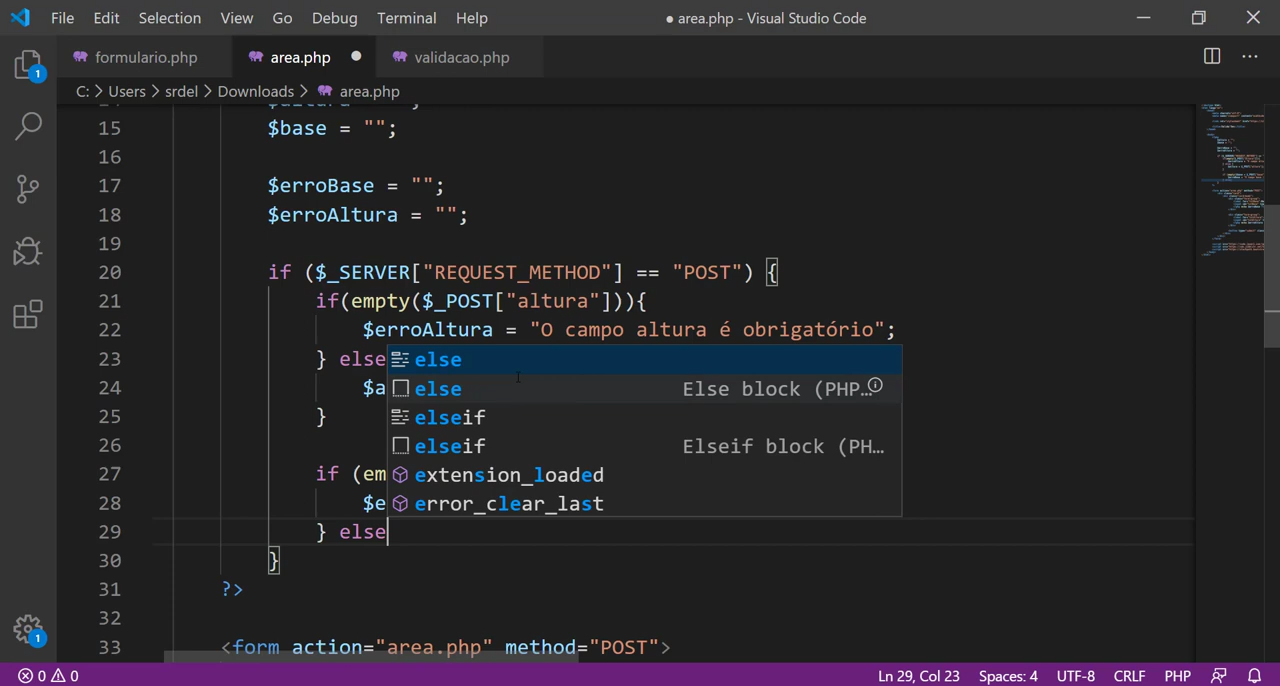 File Edit Selection View Go Debug Terminal Help ● area.php - Visual Studio Code
formulario.php area.php validacao.php
C: > Users > srdel > Downloads > area.php
15 $base = "";
16
17 $erroBase = "";
18 $erroAltura = "";
19
20 if ($_SERVER["REQUEST_METHOD"] == "POST") {
21 if(empty($_POST["altura"])){
22 $erroAltura = "O campo altura é obrigatório";
23 } else
else
24 $a
else Else block (PHP…
25 }
elseif
26
elseif Elseif block (PH…
27 if (em
extension_loaded
28 $e
error_clear_last
29 } else
30 }
31 ?>
32
33 <form action="area.php" method="POST">
1
1
0 0 Ln 29, Col 23 Spaces: 4 UTF-8 CRLF PHP